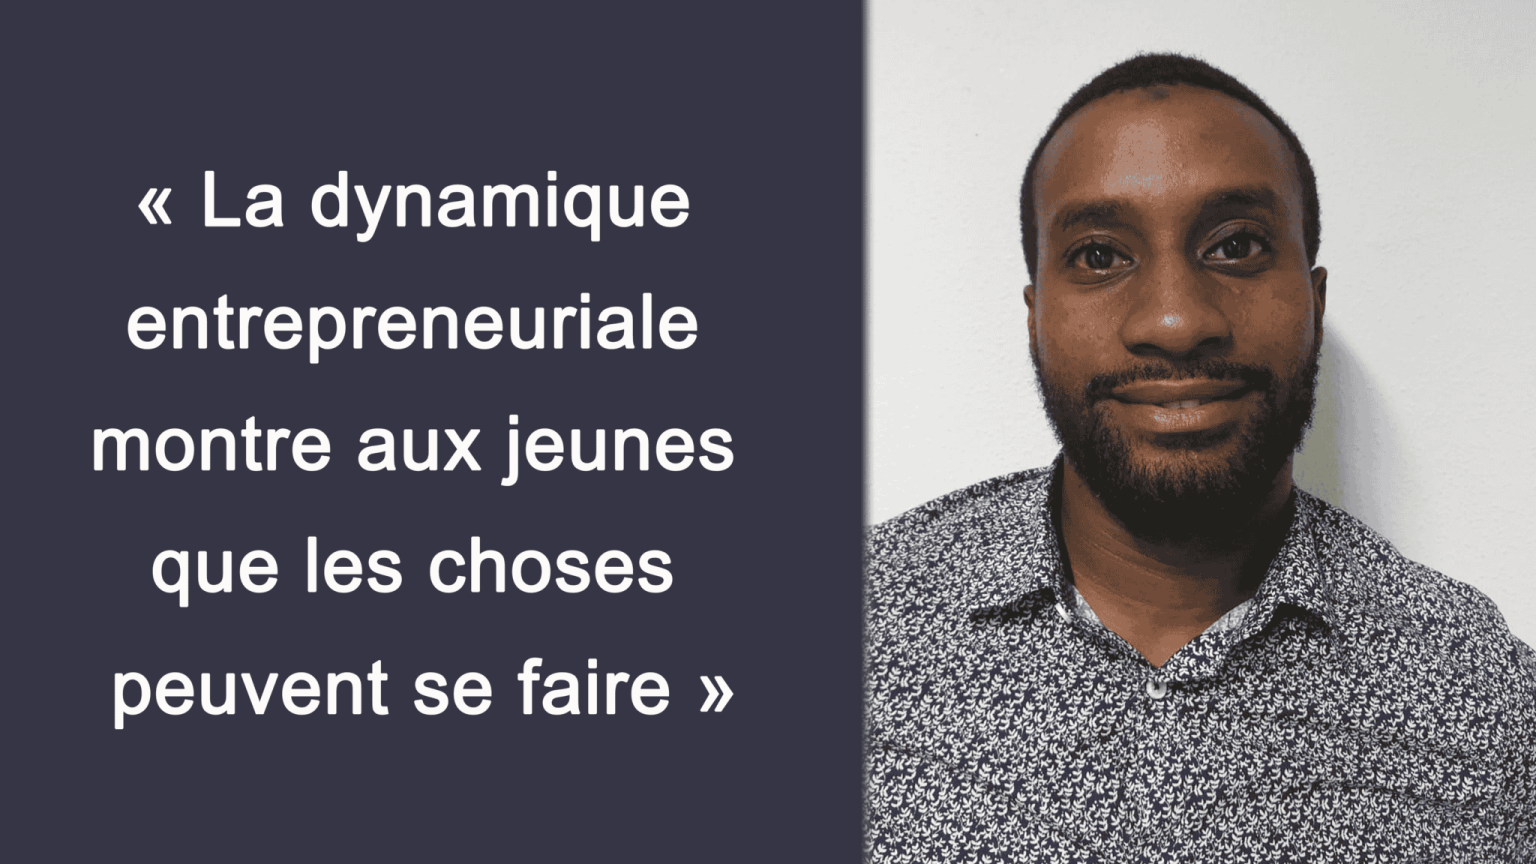 « La dynamique
entrepreneuriale
montre aux jeunes
que les choses
peuvent se faire »